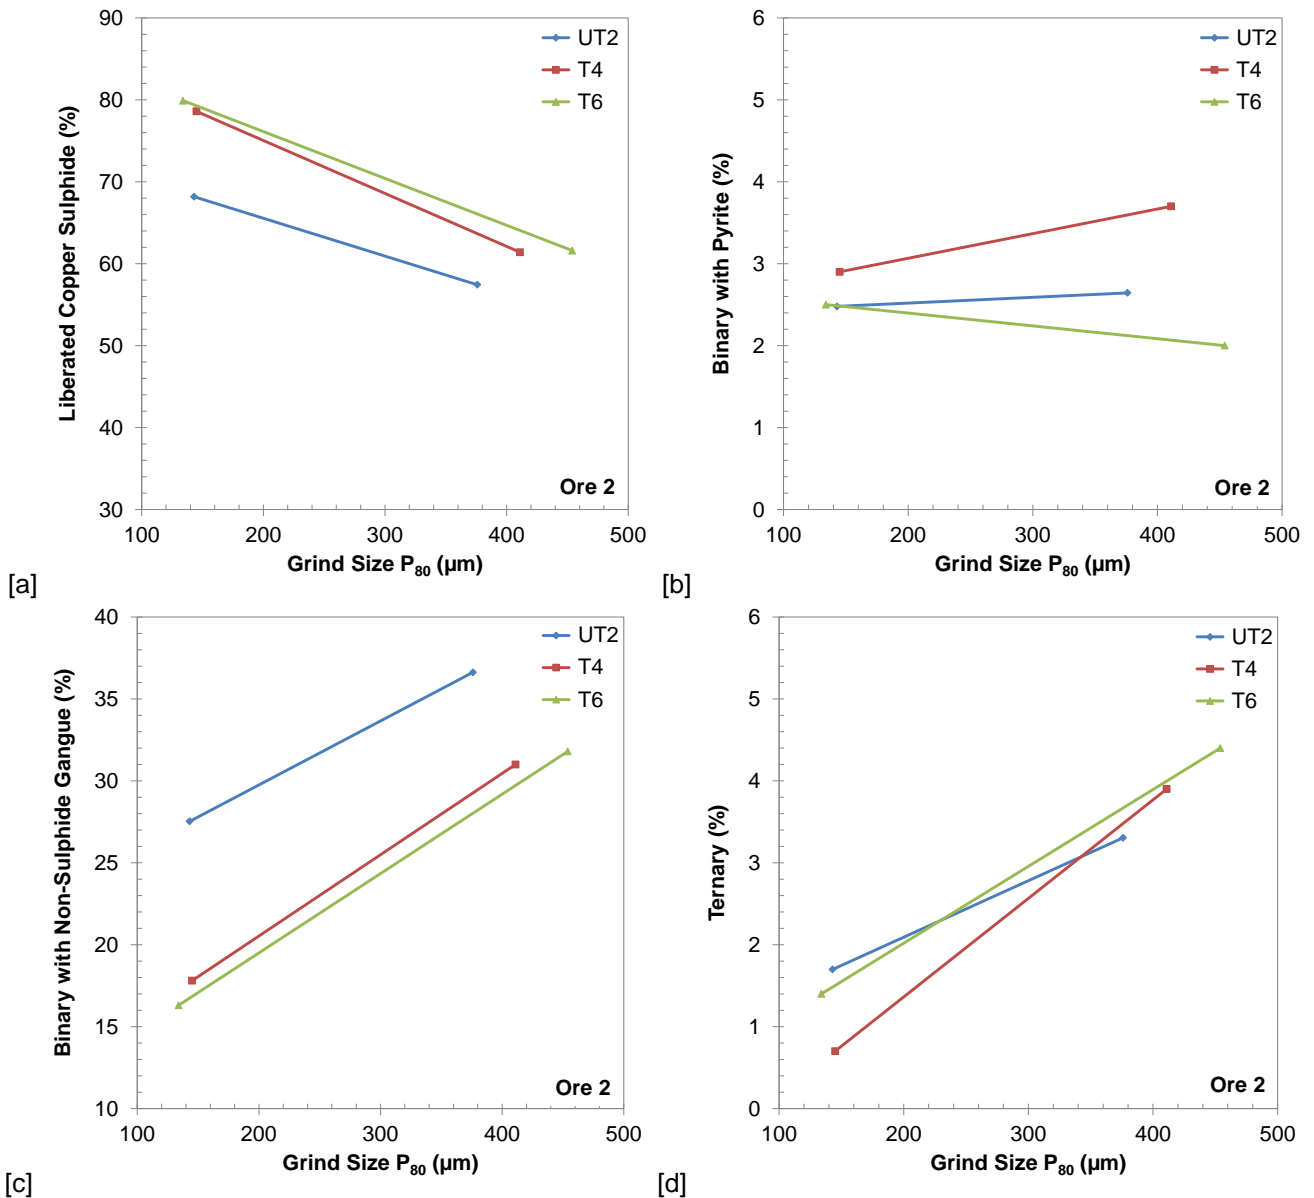 90
80
70
60
50
40
30
100 200 300 400 500
Liberated Copper Sulphide (%)
Grind Size P80 (µm)
UT2
T4
T6
Ore 2
[a]
6
5
4
3
2
1
0
100 200 300 400 500
Binary with Pyrite (%)
Grind Size P80 (µm)
UT2
T4
T6
Ore 2
[b]
40
35
30
25
20
15
10
100 200 300 400 500
Binary with Non-Sulphide Gangue (%)
Grind Size P80 (µm)
UT2
T4
T6
Ore 2
[c]
6
5
4
3
2
1
0
100 200 300 400 500
Ternary (%)
Grind Size P80 (µm)
UT2
T4
T6
Ore 2
[d]